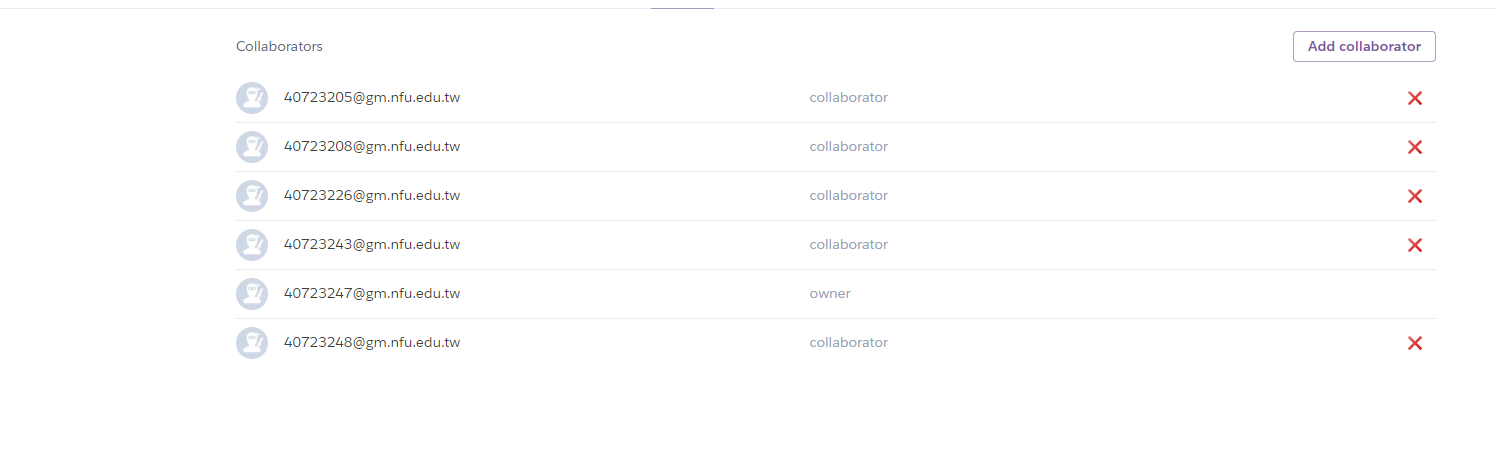 Collaborators Add collaborator
40723205@gm.nfu.edu.tw collaborator
40723208@gm.nfu.edu.tw collaborator
40723226@gm.nfu.edu.tw collaborator
40723243@gm.nfu.edu.tw collaborator
40723247@gm.nfu.edu.tw owner
40723248@gm.nfu.edu.tw collaborator